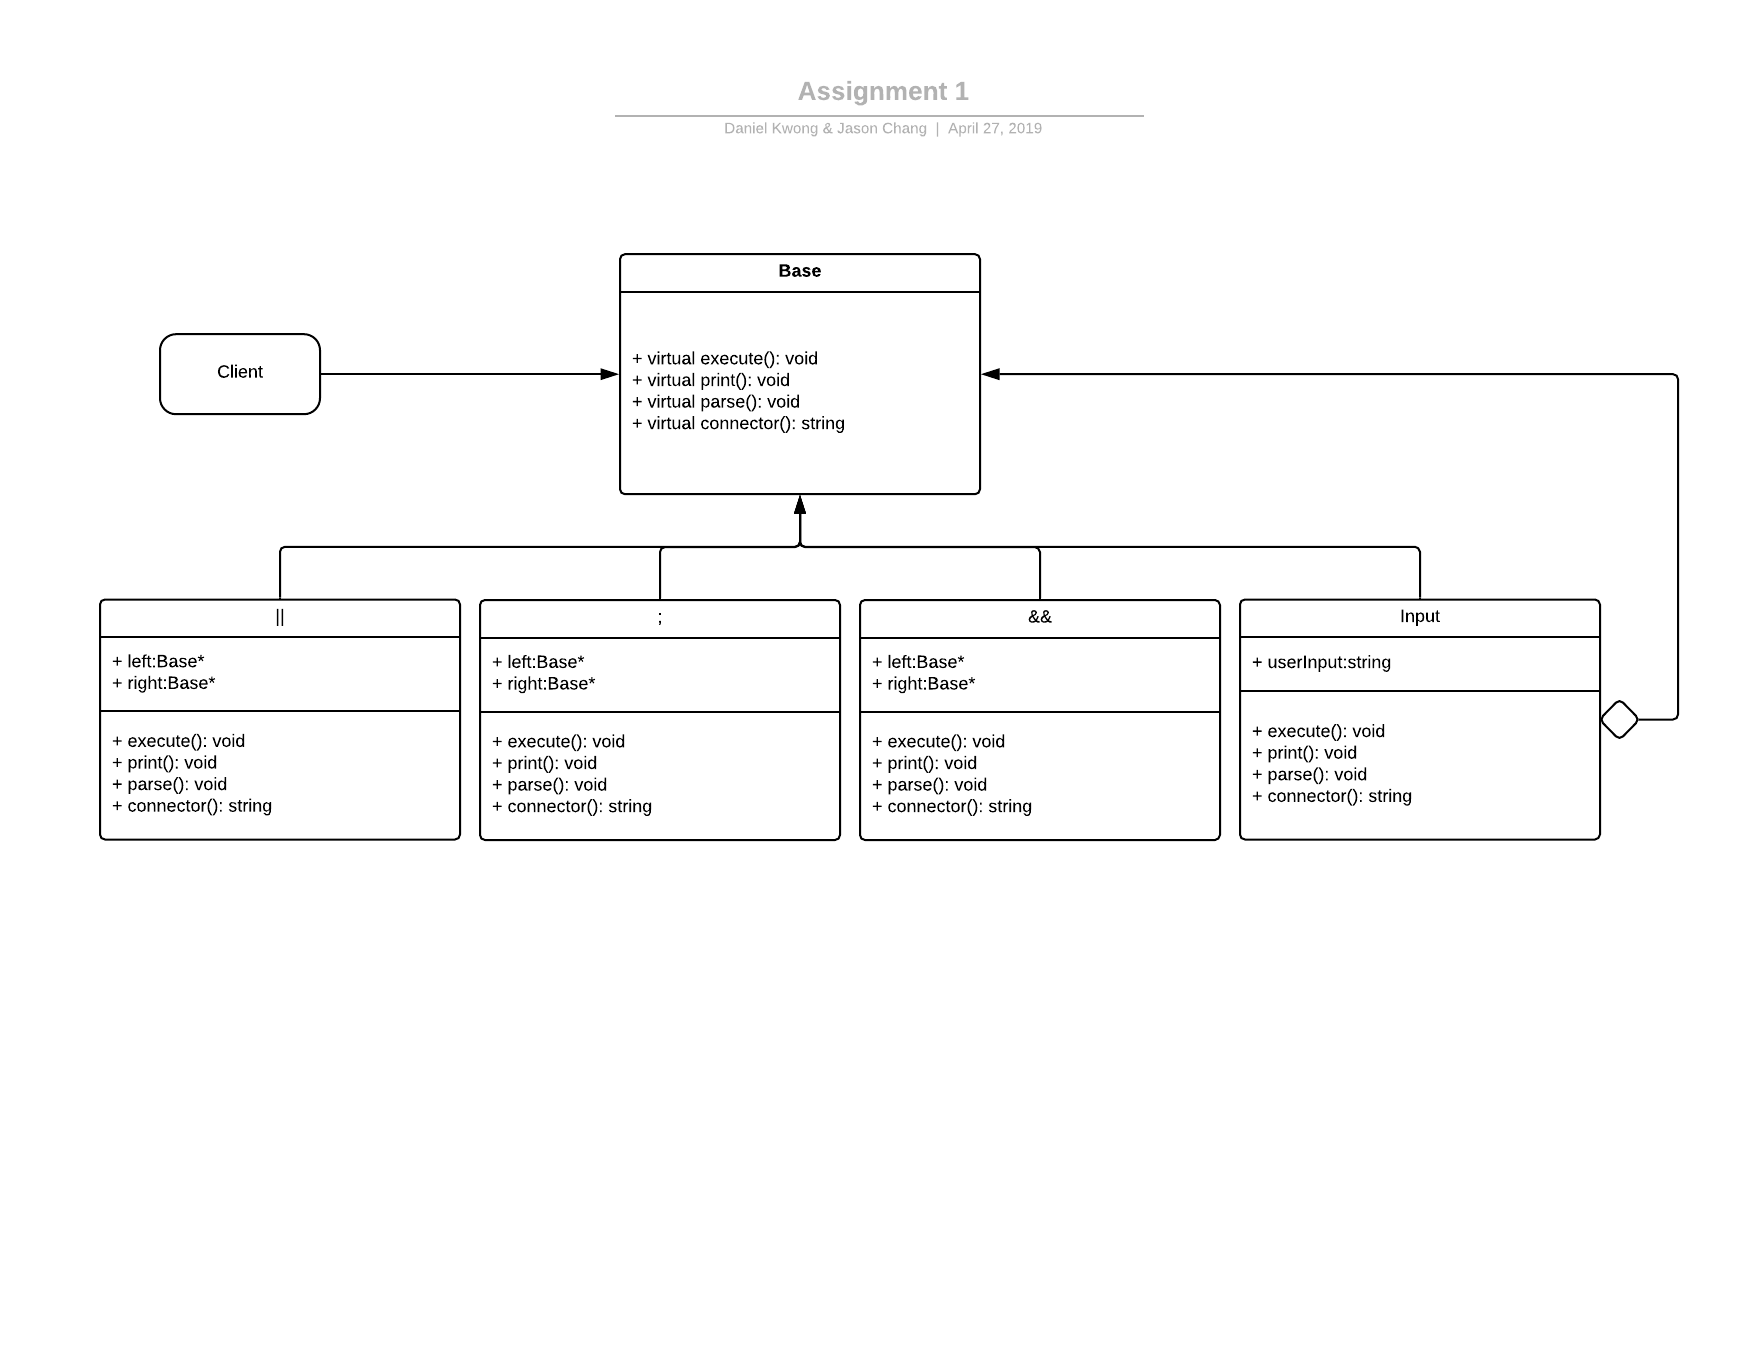 Assignment 1
Daniel Kwong & Jason Chang | April 27, 2019
Base
+ virtual execute(): void
+ virtual print(): void
+ virtual parse(): void
+ virtual connector(): string
Client
||
+ left:Base*
+ right:Base*
+ execute(): void
+ print(): void
+ parse(): void
+ connector(): string
;
+ left:Base*
+ right:Base*
+ execute(): void
+ print(): void
+ parse(): void
+ connector(): string
&&
+ left:Base*
+ right:Base*
+ execute(): void
+ print(): void
+ parse(): void
+ connector(): string
Input
+ userInput:string
+ execute(): void
+ print(): void
+ parse(): void
+ connector(): string